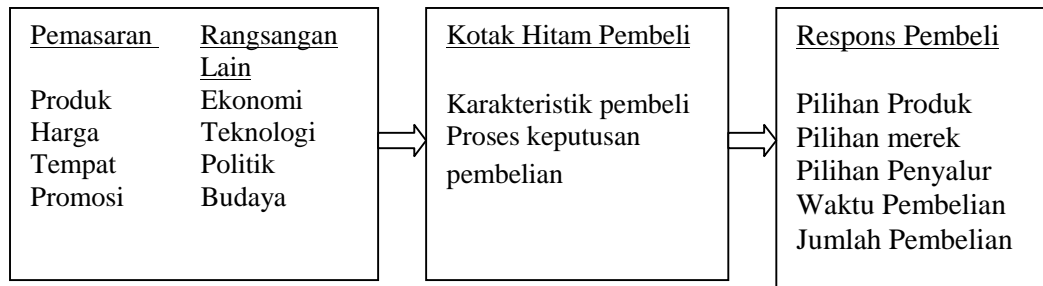 Pemasaran Rangsangan
Lain
Produk Ekonomi
Harga Teknologi
Tempat Politik
Promosi Budaya
Kotak Hitam Pembeli
Karakteristik pembeli
Proses keputusan
pembelian
Respons Pembeli
Pilihan Produk
Pilihan merek
Pilihan Penyalur
Waktu Pembelian
Jumlah Pembelian